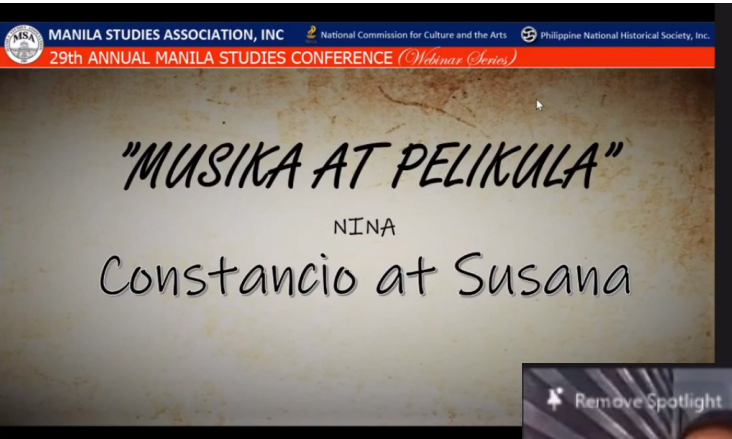 MSA
MANILA STUDIES ASSOCIATION, INC National Commission for Culture and the Arts Philippine National Historical Society, Inc.
29th ANNUAL MANILA STUDIES CONFERENCE (Webinar Series)
"MUSIKA AT PELIKULA"
NINA
Constancio at Susana
Remove Spotlight